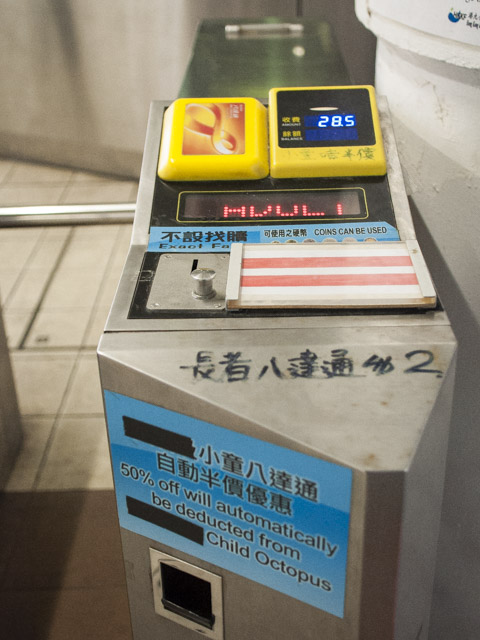 收費
AMOUNT
28.5
餘額
BALANCE
不設找贖
可使用之硬幣 COINS CAN BE USED
Exact Fa
長者八達通 $2
小童八達通
自動半價優惠
50% off will automatically
be deducted from
Child Octopus